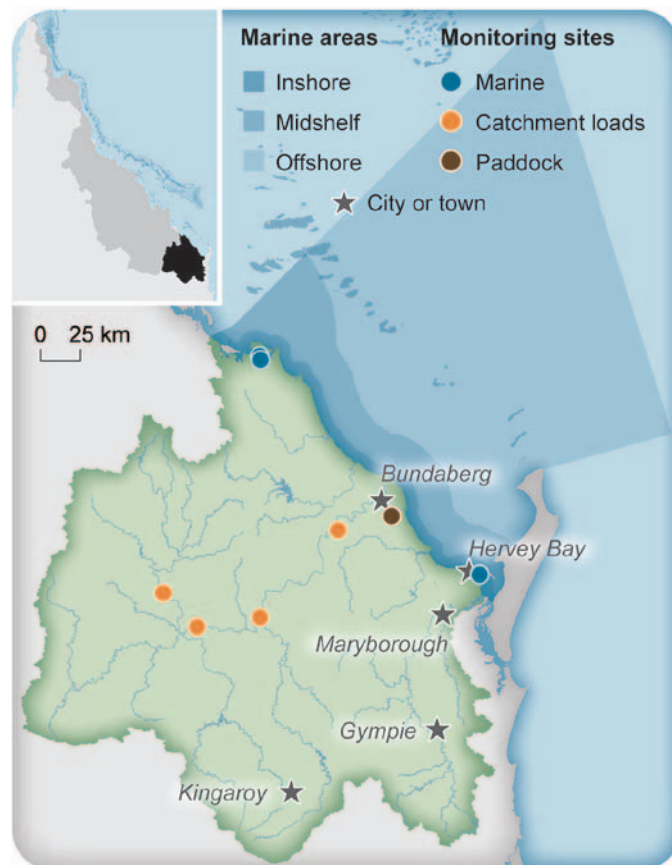 Marine areas
Inshore
Midshelf
Offshore
Monitoring sites
Marine
Catchment loads
Paddock
City or town
0 25 km
Bundaberg
Hervey Bay
Maryborough
Gympie
Kingaroy